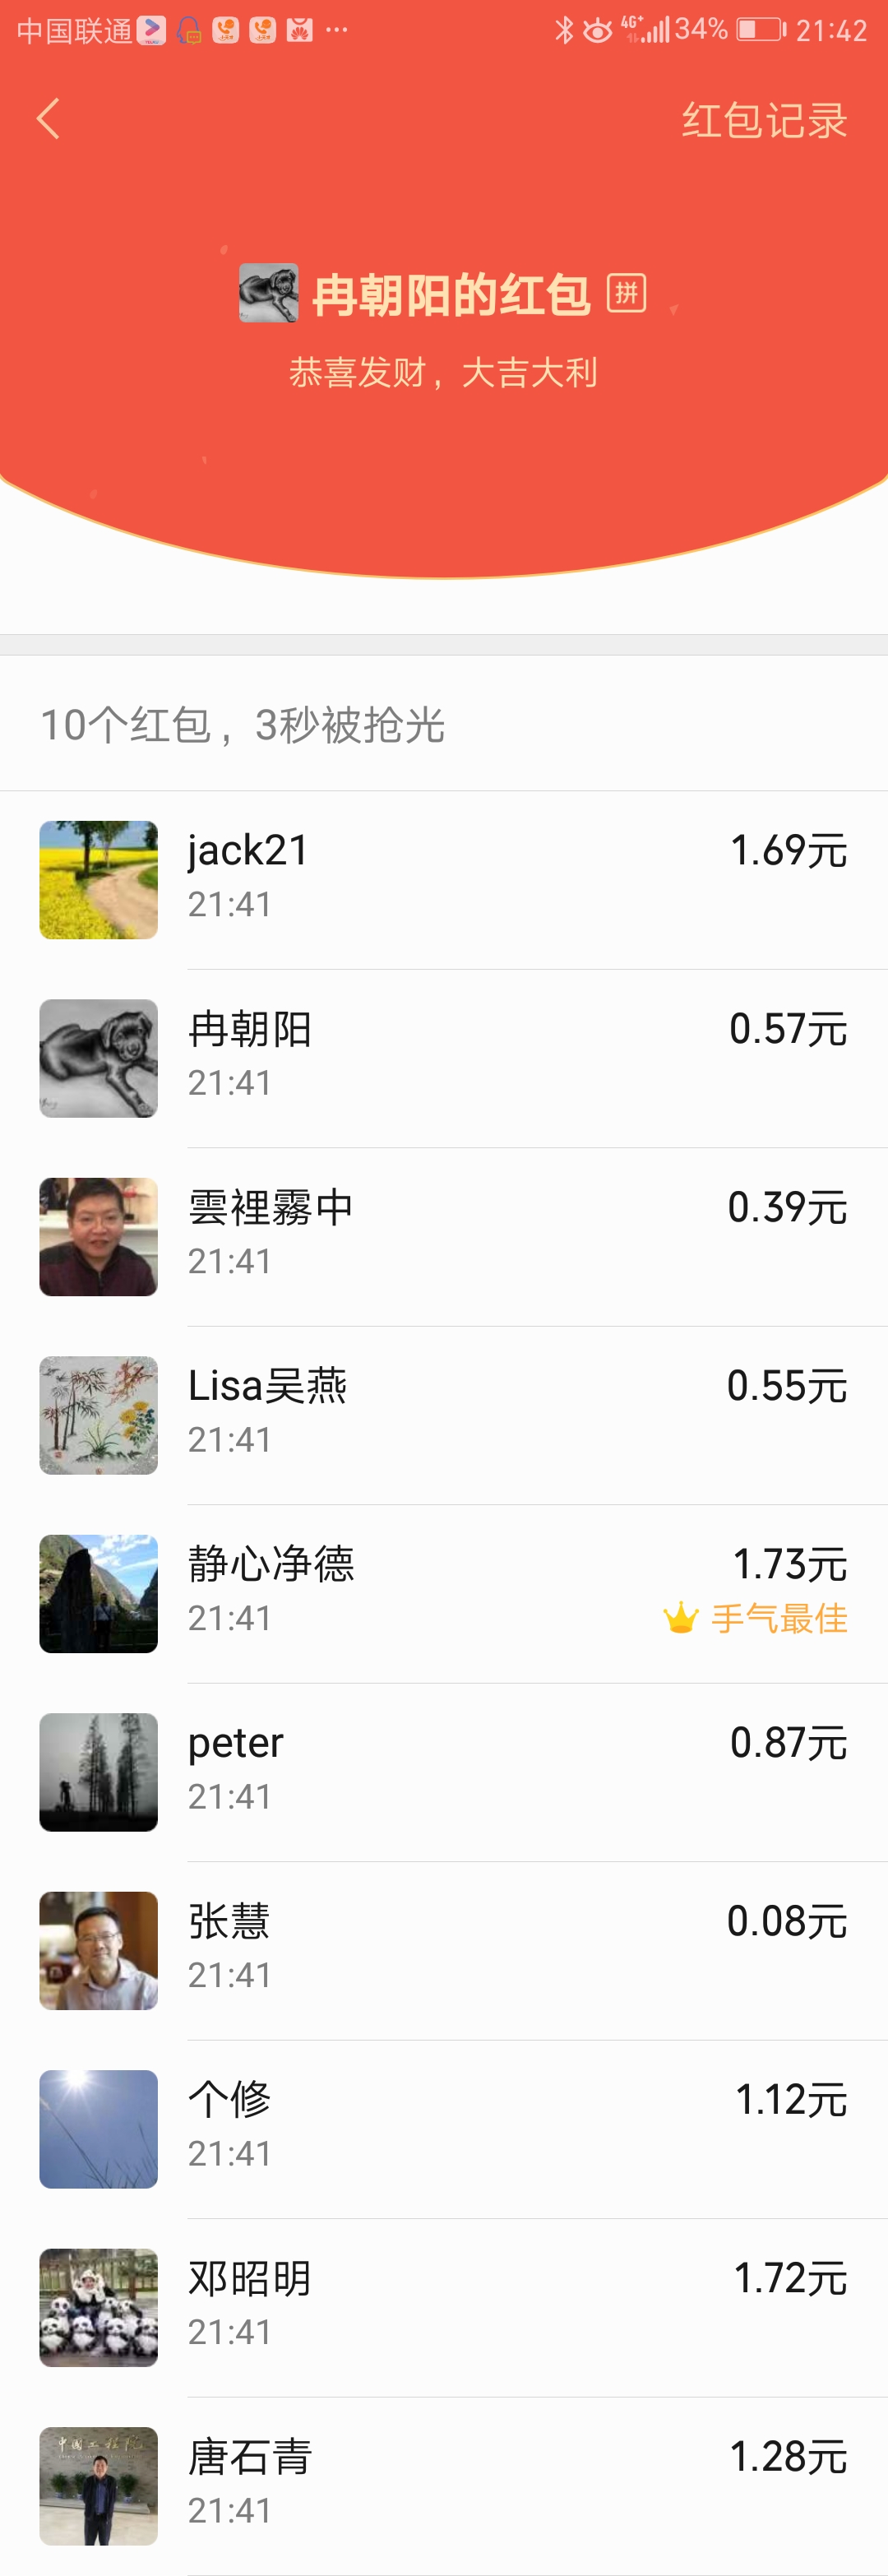 中国联通 4G+ 34% 21:42
红包记录
冉朝阳的红包 拼
恭喜发财，大吉大利
10个红包，3秒被抢光
jack21 1.69元
21:41
冉朝阳 0.57元
21:41
雲裡霧中 0.39元
21:41
Lisa吴燕 0.55元
21:41
静心净德 1.73元
21:41 手气最佳
peter 0.87元
21:41
张慧 0.08元
21:41
个修 1.12元
21:41
邓昭明 1.72元
21:41
中国工程院
唐石青 1.28元
21:41